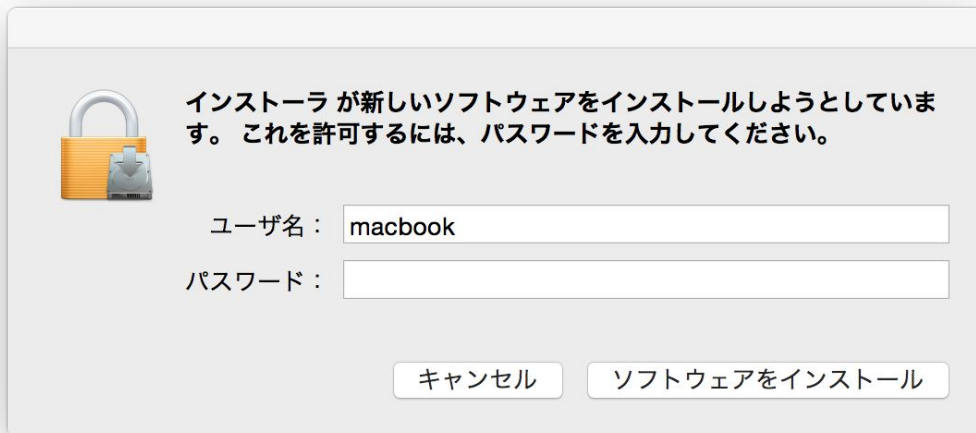 インストーラ が新しいソフトウェアをインストールしようとしていま
す。 これを許可するには、パスワードを入力してください。
ユーザ名： macbook
パスワード：
キャンセル ソフトウェアをインストール